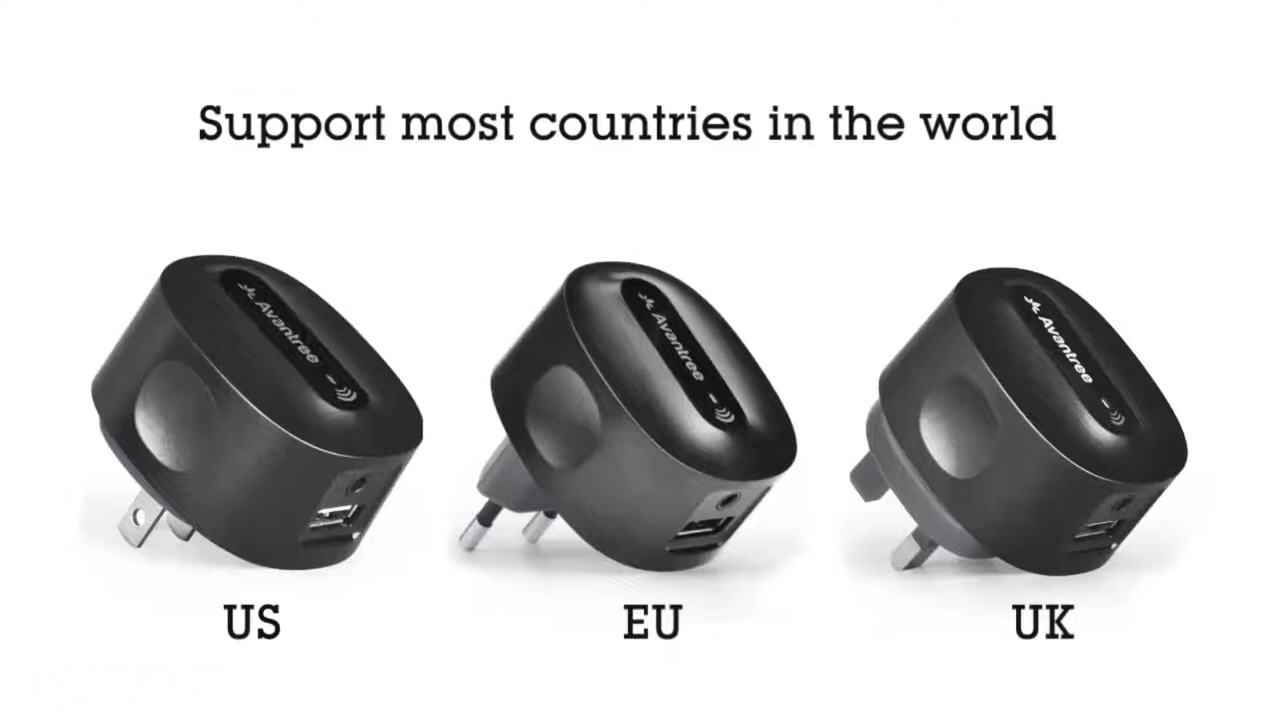 Support most countries in the world
Avantree
Avantree
Avantree
US
EU
UK